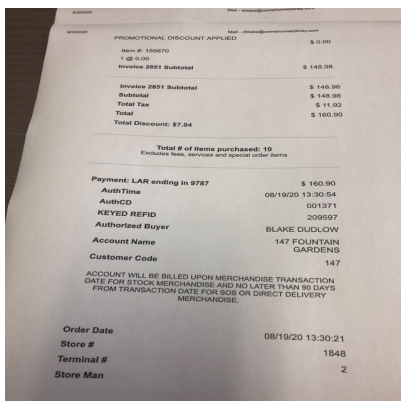 PROMOTIONAL DISCOUNT APPLIED $ 0.00
Item #: 155670
1 @ 0.00
Invoice 2851 Subtotal $ 148.98
Invoice 2851 Subtotal $ 148.98
Subtotal $ 148.98
Total Tax $ 11.92
Total $ 160.90
Total Discount: $7.84
Total # of items purchased: 10
Excludes fees, services and special order items
Payment: LAR ending in 9787 $ 160.90
AuthTime 08/19/20 13:30:54
AuthCD 001371
KEYED REFID 209597
Authorized Buyer BLAKE DUDLOW
Account Name 147 FOUNTAIN
GARDENS
Customer Code 147
ACCOUNT WILL BE BILLED UPON MERCHANDISE TRANSACTION
DATE FOR STOCK MERCHANDISE AND NO LATER THAN 90 DAYS
FROM TRANSACTION DATE FOR SOS OR DIRECT DELIVERY
MERCHANDISE.
Order Date 08/19/20 13:30:21
Store # 1848
Terminal # 2
Store Man